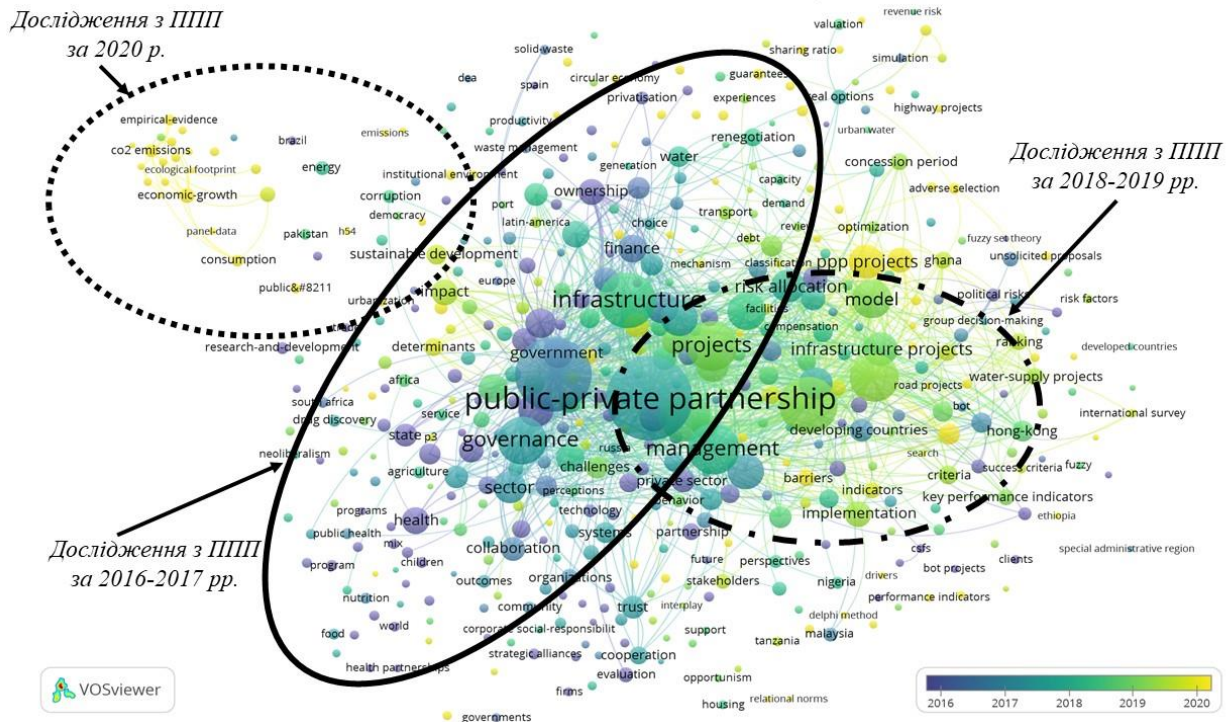 Дослідження з ППП
за 2020 р.
revenue risk
valuation
solid-waste
sharing ratio
simulation
dea
circular economy
guarantees
spain
privatisation
experiences
real options
highway projects
productivity
empirical-evidence
brazil
emissions
waste management
renegotiation
urban water
co2 emissions
generation
water
concession period
Дослідження з ППП
за 2018-2019 рр.
ecological footprint
energy
institutional environment
capacity
economic-growth
corruption
ownership
adverse selection
port
demand
democracy
latin-america
choice
transport
optimization
panel-data
pakistan
h54
review
finance
debt
fuzzy set theory
sustainable development
consumption
mechanism
classification
ppp projects
ghana
unsolicited proposals
europe
public&#8211
impact
risk allocation
political risks
risk factors
urbanization
infrastructure
model
facilities
trade
compensation
group decision-making
research-and-development
determinants
government
projects
infrastructure projects
ranking
developed countries
africa
water-supply projects
road projects
south africa
public-private partnership
bot
international survey
drug discovery
service
state
p3
governance
developing countries
hong-kong
neoliberalism
russia
management
search
agriculture
challenges
success criteria
fuzzy
private sector
barriers
criteria
sector
perceptions
indicators
programs
behavior
key performance indicators
technology
implementation
health
ethiopia
public health
systems
partnership
Дослідження з ППП
за 2016-2017 рр.
mix
collaboration
csfs
special administrative region
program
children
future
perspectives
clients
bot projects
outcomes
organizations
stakeholders
nigeria
drivers
nutrition
community
trust
interplay
performance indicators
world
delphi method
food
corporate social-responsibilit
support
tanzania
malaysia
strategic alliances
cooperation
health partnerships
evaluation
opportunism
firms
housing
relational norms
governments
VOSviewer
2016
2017
2018
2019
2020